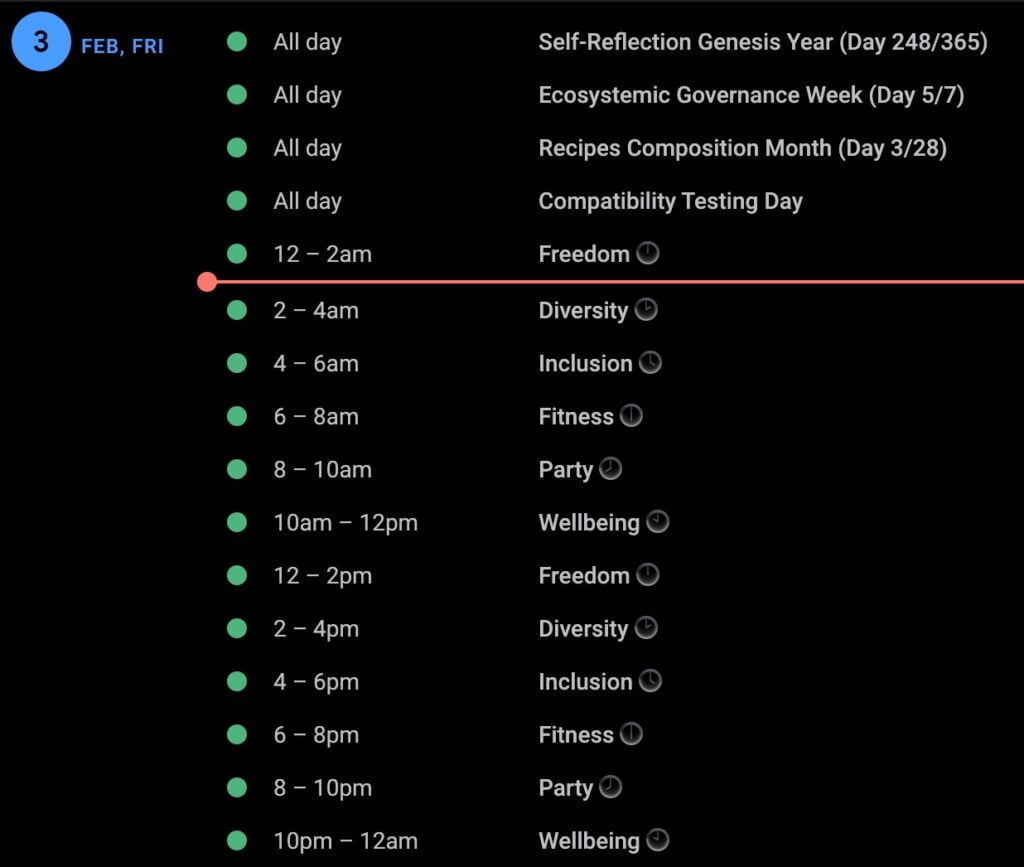 3 FEB, FRI
All day Self-Reflection Genesis Year (Day 248/365)
All day Ecosystemic Governance Week (Day 5/7)
All day Recipes Composition Month (Day 3/28)
All day Compatibility Testing Day
12 – 2am Freedom 🕛
2 – 4am Diversity 🕑
4 – 6am Inclusion 🕓
6 – 8am Fitness 🕕
8 – 10am Party 🕗
10am – 12pm Wellbeing 🕙
12 – 2pm Freedom 🕛
2 – 4pm Diversity 🕑
4 – 6pm Inclusion 🕓
6 – 8pm Fitness 🕕
8 – 10pm Party 🕗
10pm – 12am Wellbeing 🕙